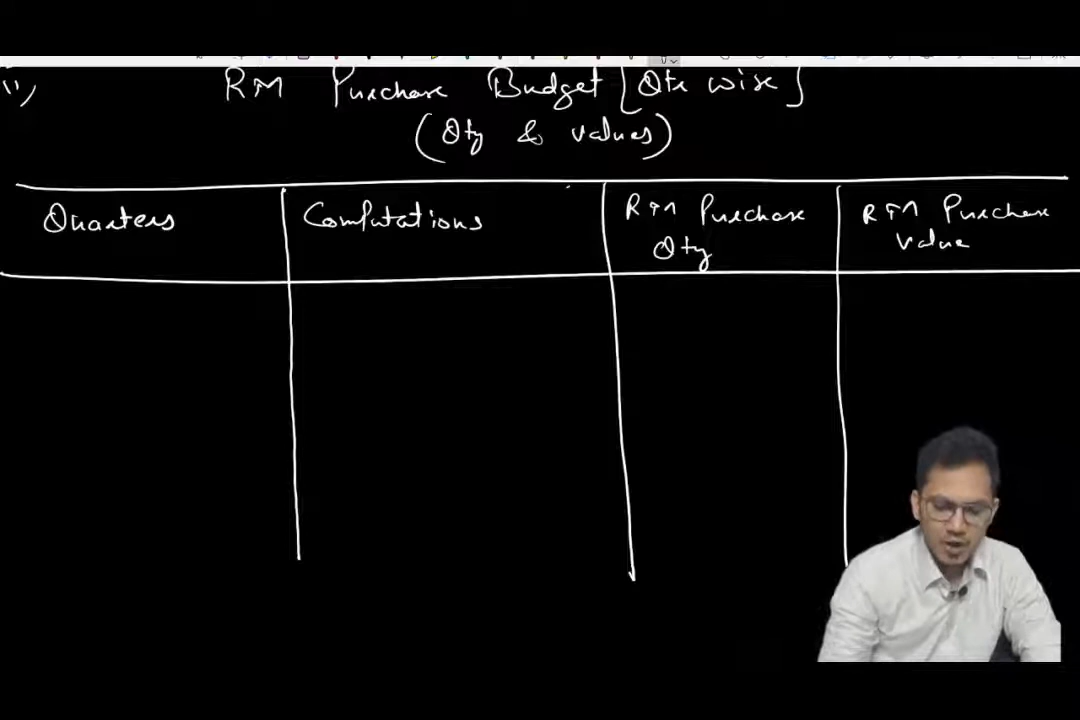 ii)
RM Purchase Budget [Qtr wise]
(Qty & values)
Quarters
Computations
RM Purchase
Qty
RM Purchase
Value